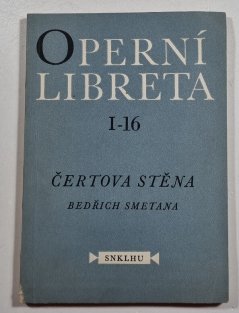 OPERNÍ
LIBRETA
I-16
ČERTOVA STĚNA
BEDŘICH SMETANA
SNKLHU